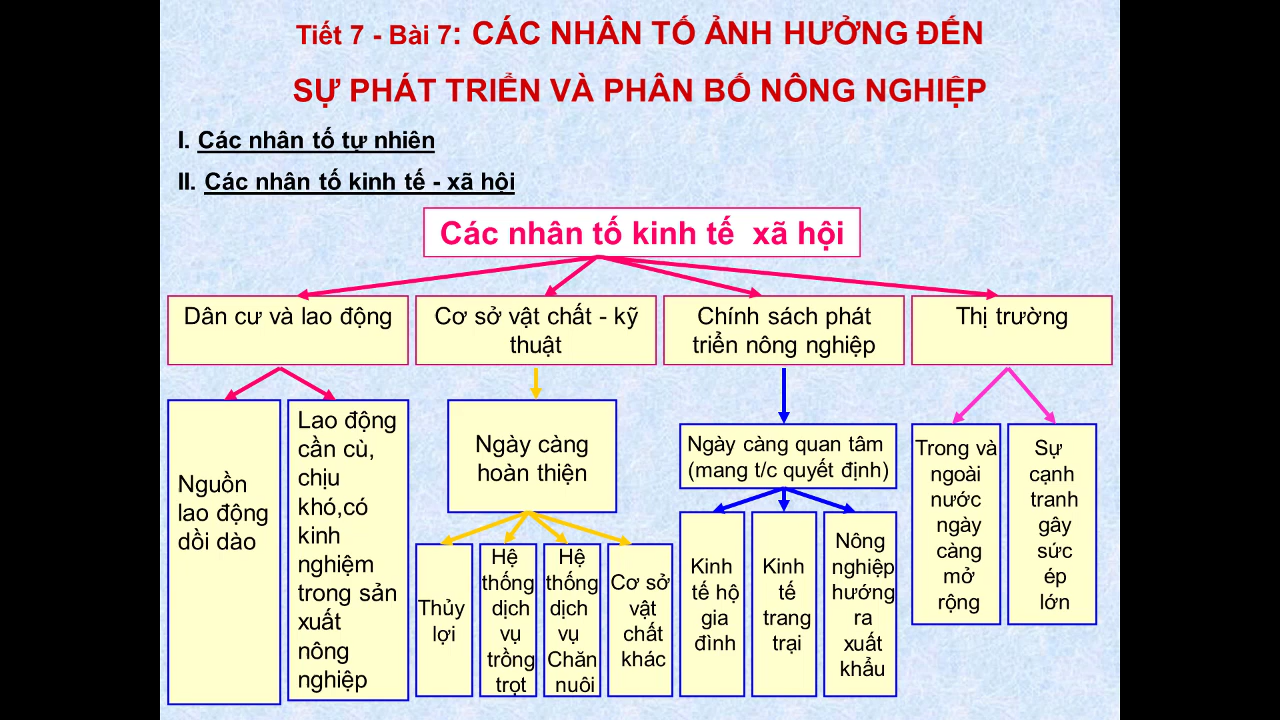 Tiết 7 - Bài 7: CÁC NHÂN TỐ ẢNH HƯỞNG ĐẾN
SỰ PHÁT TRIỂN VÀ PHÂN BỐ NÔNG NGHIỆP
I. Các nhân tố tự nhiên
II. Các nhân tố kinh tế - xã hội
Các nhân tố kinh tế xã hội
Dân cư và lao động
Cơ sở vật chất - kỹ
thuật
Chính sách phát
triển nông nghiệp
Thị trường
Nguồn
lao động
dồi dào
Lao động
cần cù,
chịu
khó,có
kinh
nghiệm
trong sản
xuất
nông
nghiệp
Ngày càng
hoàn thiện
Thủy
lợi
Hệ
thống
dịch
vụ
trồng
trọt
Hệ
thống
dịch
vụ
Chăn
nuôi
Cơ sở
vật
chất
khác
Ngày càng quan tâm
(mang t/c quyết định)
Kinh
tế hộ
gia
đình
Kinh
tế
trang
trại
Nông
nghiệp
hướng
ra
xuất
khẩu
Trong và
ngoài
nước
ngày
càng
mở
rộng
Sự
cạnh
tranh
gây
sức
ép
lớn